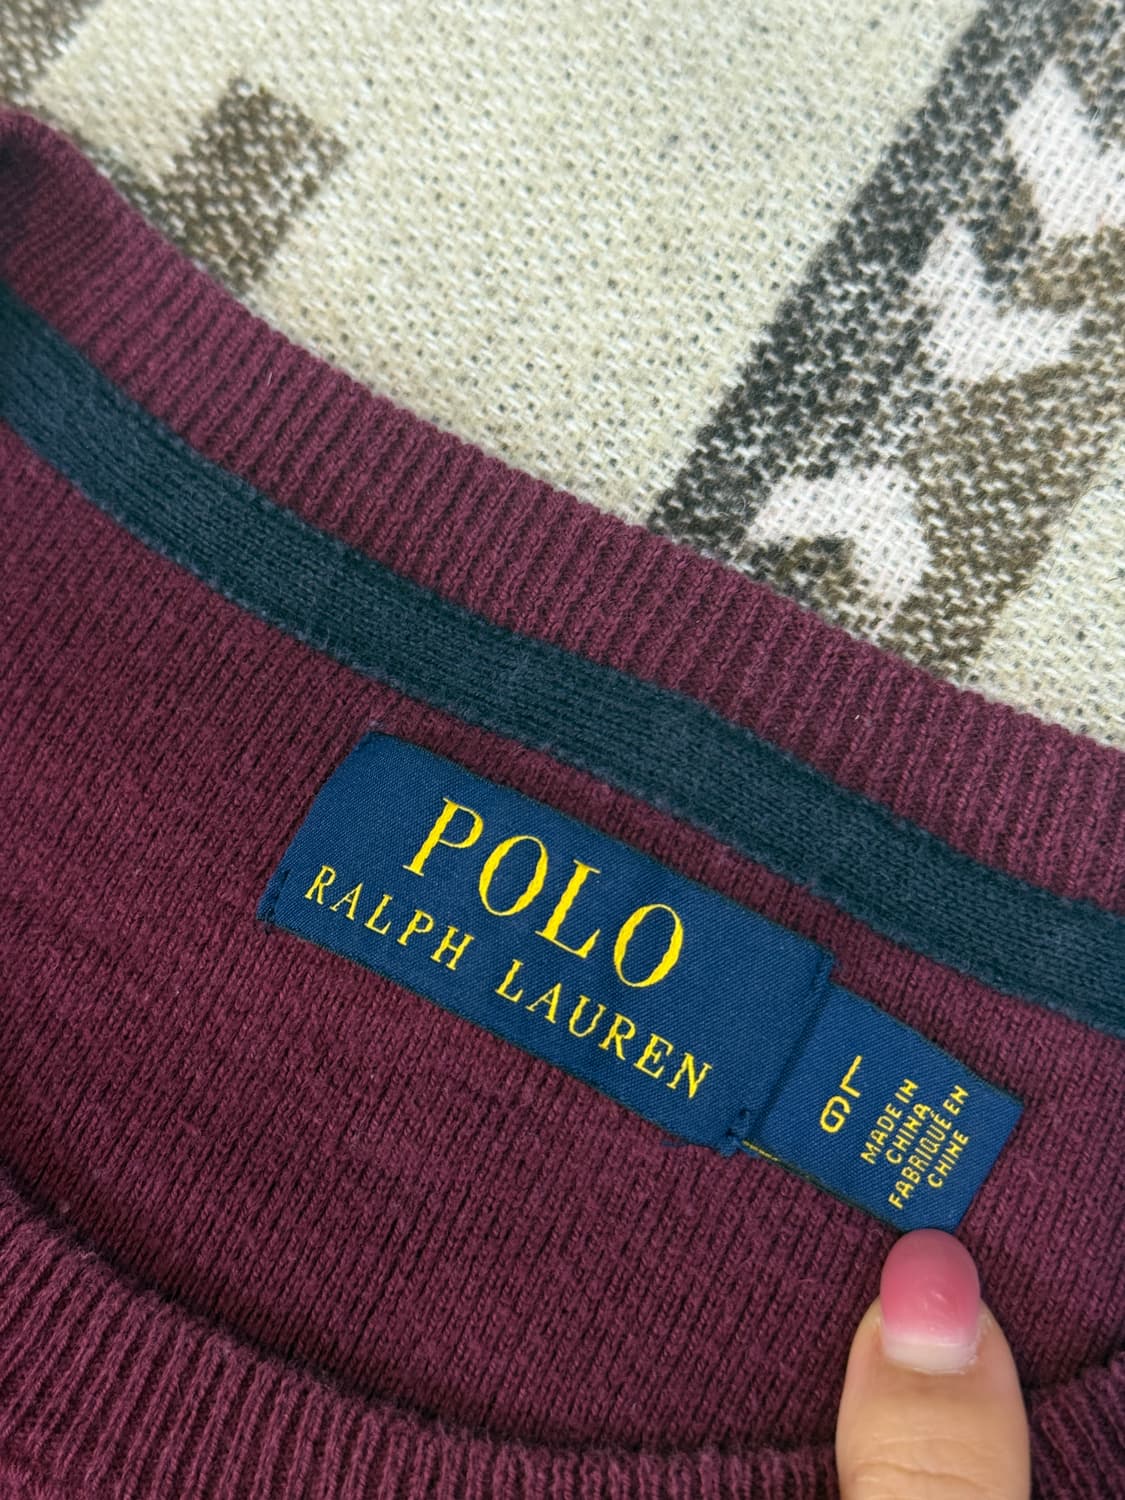 POLO
RALPH LAUREN
L
G
MADE IN
CHINA
FABRIQUÉ EN
CHINE